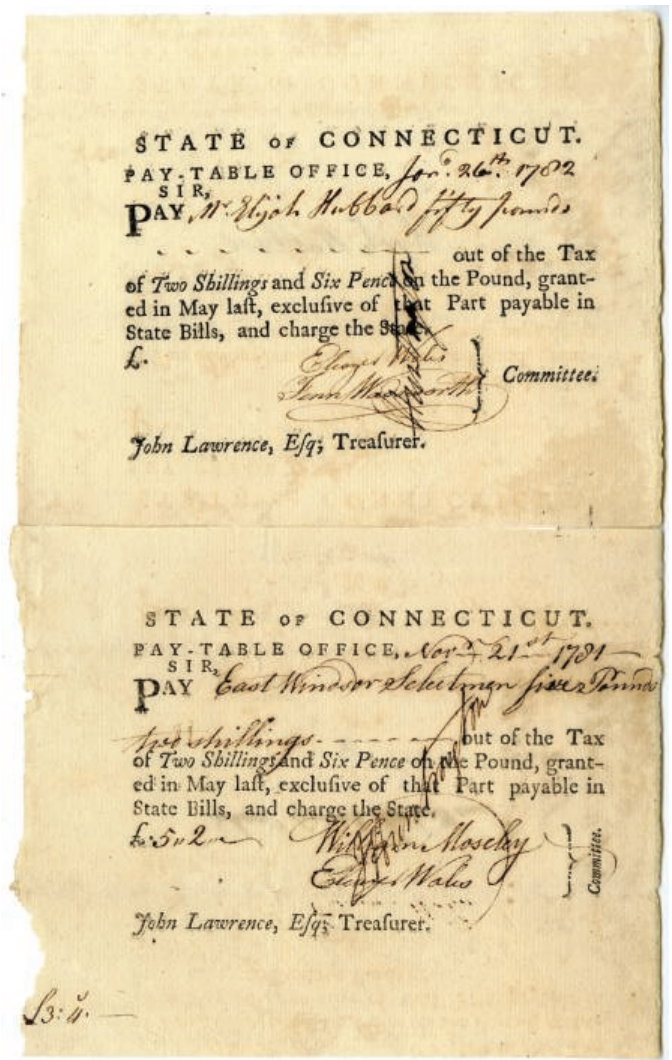 STATE OF CONNECTICUT.
PAY-TABLE OFFICE, Janʸ. 26th. 1782
SIR,
PAY Mr. Elijah Hubbard fifty pounds
out of the Tax
of Two Shillings and Six Pence on the Pound, grant-
ed in May laſt, excluſive of that Part payable in
State Bills, and charge the State.
£.
Eleazr Wales
Fenn Wadsworth
Committee.
John Lawrence, Eſq; Treaſurer.
STATE OF CONNECTICUT.
PAY-TABLE OFFICE, Novr. 21st 1781
SIR,
PAY East Windsor Selectmen five Pounds
two shillings - - - - - out of the Tax
of Two Shillings and Six Pence on the Pound, grant-
ed in May laſt, excluſive of that Part payable in
State Bills, and charge the State.
£ 5 " 2 "
William Moseley
Eleazr Wales
Committee.
John Lawrence, Eſq; Treaſurer.
£3:4.